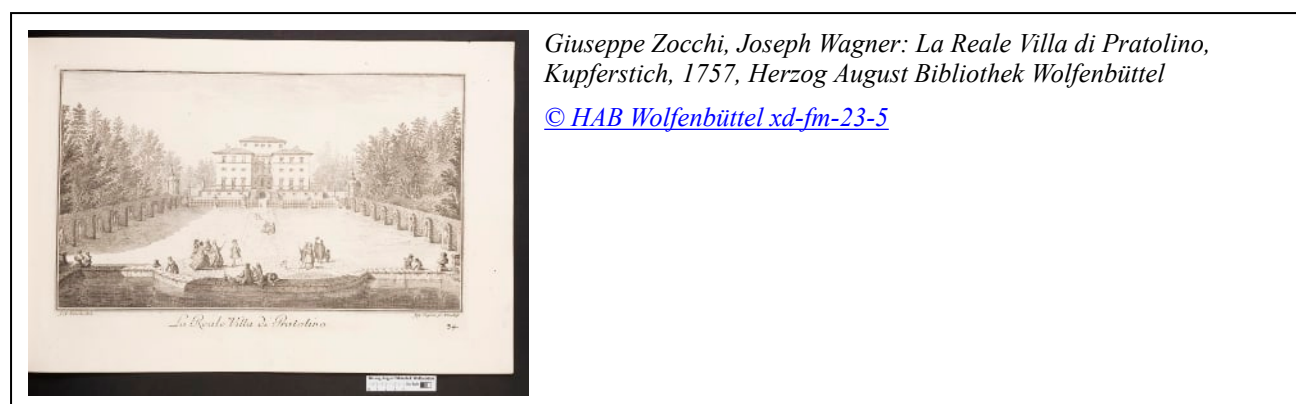 Giuseppe Zocchi, Joseph Wagner: La Reale Villa di Pratolino,
Kupferstich, 1757, Herzog August Bibliothek Wolfenbüttel
© HAB Wolfenbüttel xd-fm-23-5
La Reale Villa di Pratolino
34